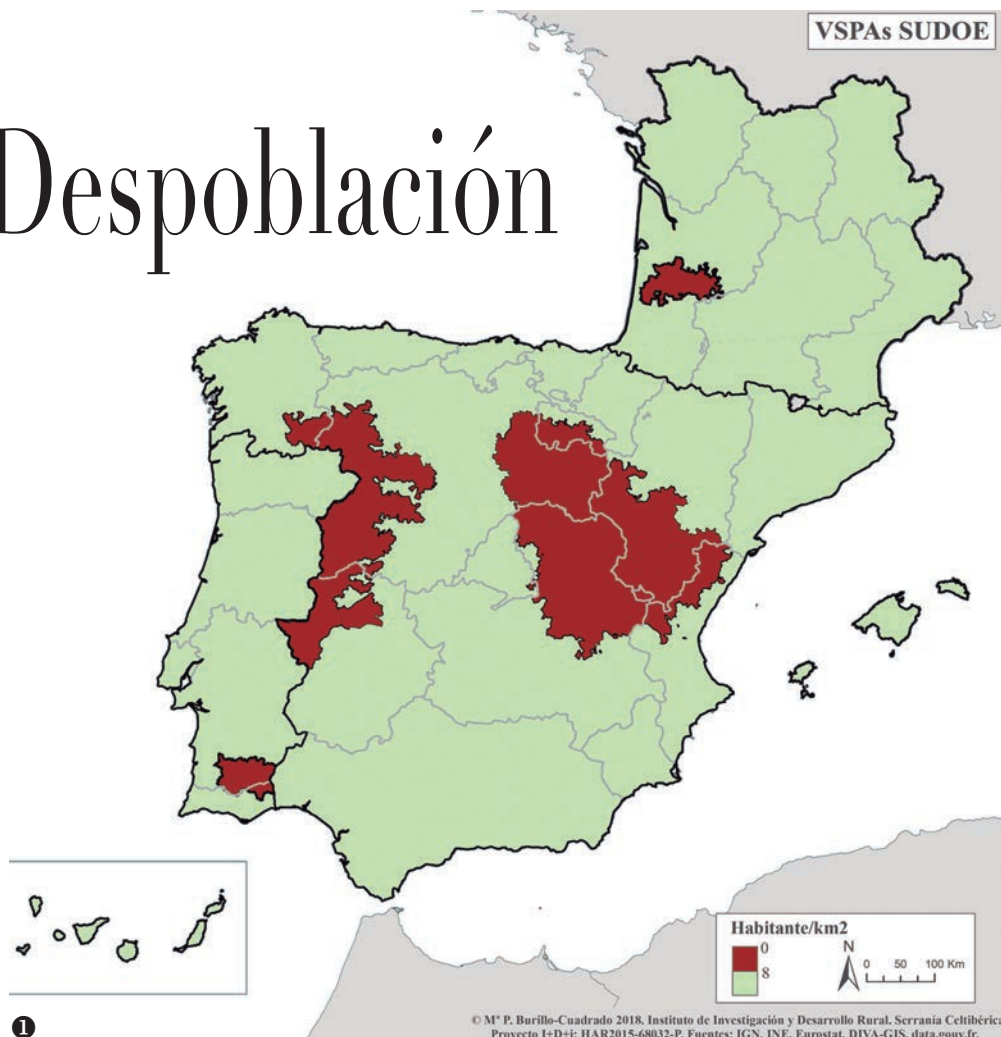 VSPAs SUDOE
Despoblación
Habitante/km2
0
8
N
0 50 100 Km
1
© Mª P. Burillo-Cuadrado 2018. Instituto de Investigación y Desarrollo Rural. Serranía Celtibérica
Proyecto I+D+i: HAR2015-68032-P. Fuentes: IGN, INE, Eurostat, DIVA-GIS, data.gouv.fr.